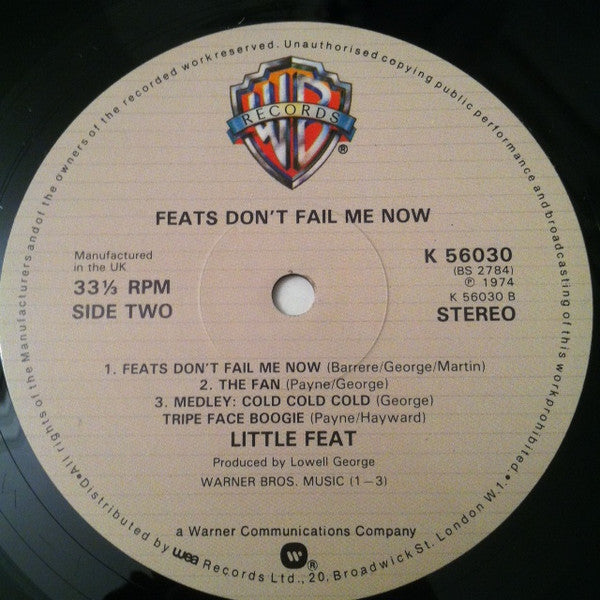 WB
RECORDS
®
FEATS DON'T FAIL ME NOW
Manufactured
in the UK
33⅓ RPM
SIDE TWO
K 56030
(BS 2784)
℗ 1974
K 56030 B
STEREO
1. FEATS DON'T FAIL ME NOW (Barrere/George/Martin)
2. THE FAN (Payne/George)
3. MEDLEY: COLD COLD COLD (George)
TRIPE FACE BOOGIE (Payne/Hayward)
LITTLE FEAT
Produced by Lowell George
WARNER BROS. MUSIC (1–3)
a Warner Communications Company
All rights of the Manufacturers and of the owners of the recorded work reserved. Unauthorised copying public performance and broadcasting of this work prohibited.
•Distributed by wea Records Ltd., 20, Broadwick St. London W.1.•